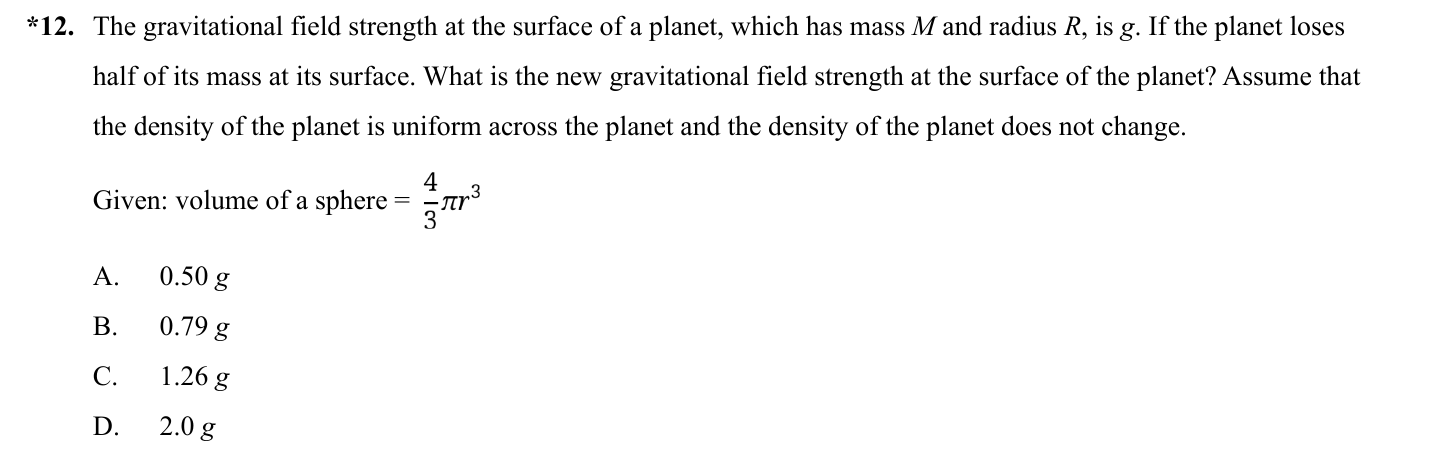 *12. The gravitational field strength at the surface of a planet, which has mass M and radius R, is g. If the planet loses
half of its mass at its surface. What is the new gravitational field strength at the surface of the planet? Assume that
the density of the planet is uniform across the planet and the density of the planet does not change.
Given: volume of a sphere = 4/3 πr³
A. 0.50 g
B. 0.79 g
C. 1.26 g
D. 2.0 g